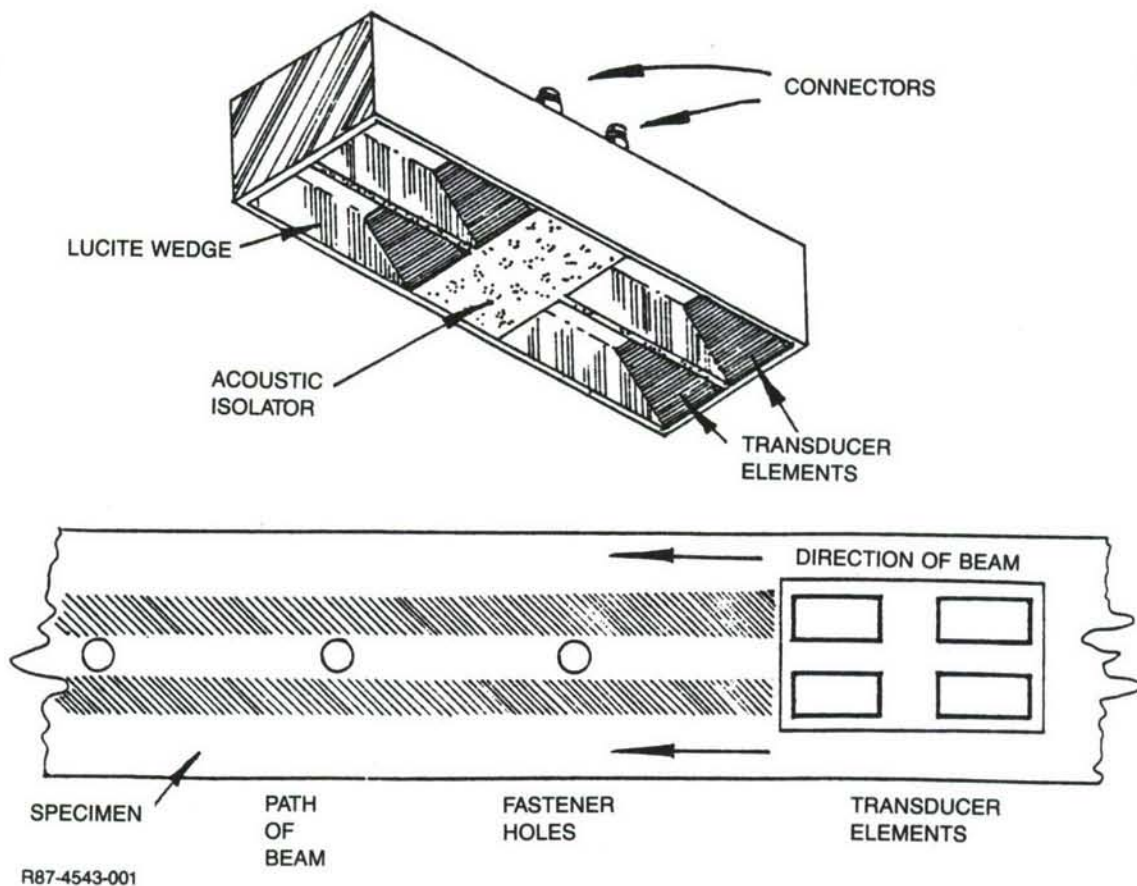 CONNECTORS
LUCITE WEDGE
ACOUSTIC
ISOLATOR
TRANSDUCER
ELEMENTS
DIRECTION OF BEAM
SPECIMEN
PATH
OF
BEAM
FASTENER
HOLES
TRANSDUCER
ELEMENTS
R87-4543-001